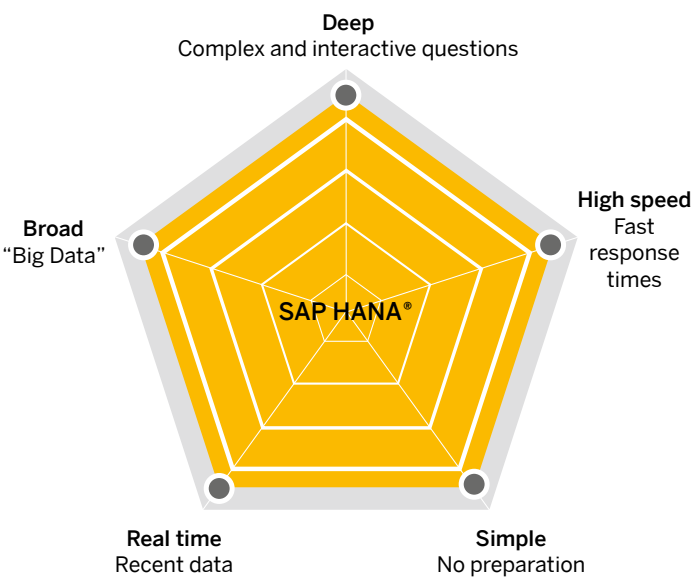 Deep
Complex and interactive questions
High speed
Fast
response
times
Broad
“Big Data”
SAP HANA®
Real time
Recent data
Simple
No preparation